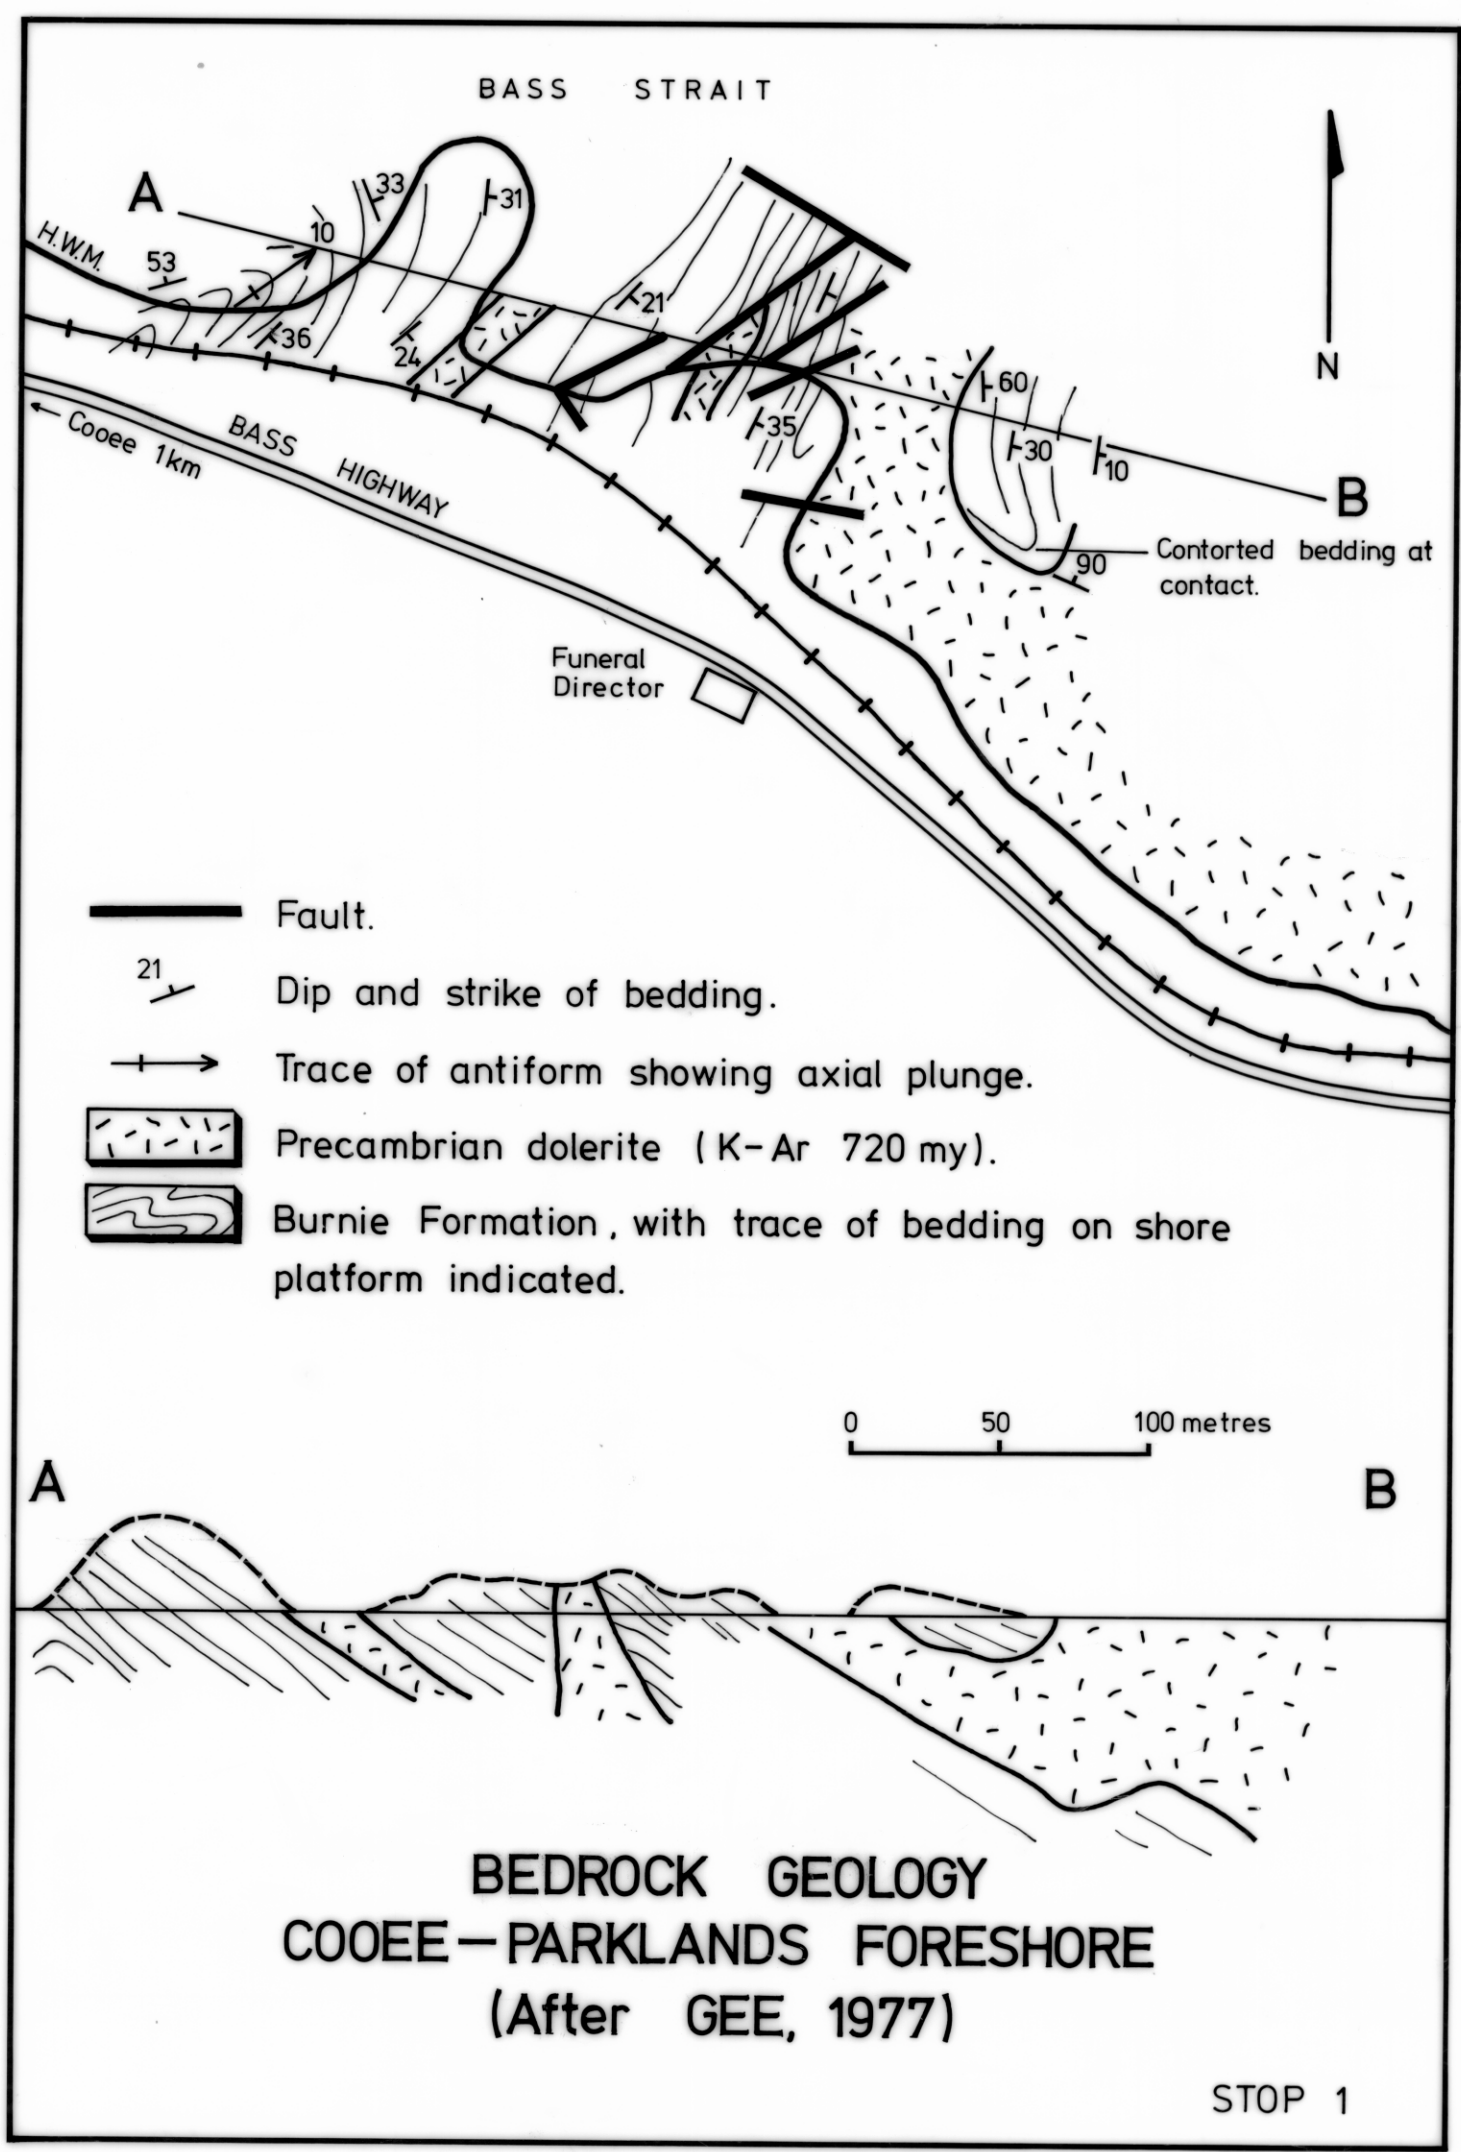 BASS STRAIT
A
33
31
10
H.W.M.
53
21
36
24
N
60
35
30
10
B
← Cooee 1km
BASS HIGHWAY
Contorted bedding at
contact.
90
Funeral
Director
Fault.
21
Dip and strike of bedding.
Trace of antiform showing axial plunge.
Precambrian dolerite (K-Ar 720 my).
Burnie Formation, with trace of bedding on shore
platform indicated.
0 50 100 metres
A
B
BEDROCK GEOLOGY
COOEE-PARKLANDS FORESHORE
(After GEE, 1977)
STOP 1